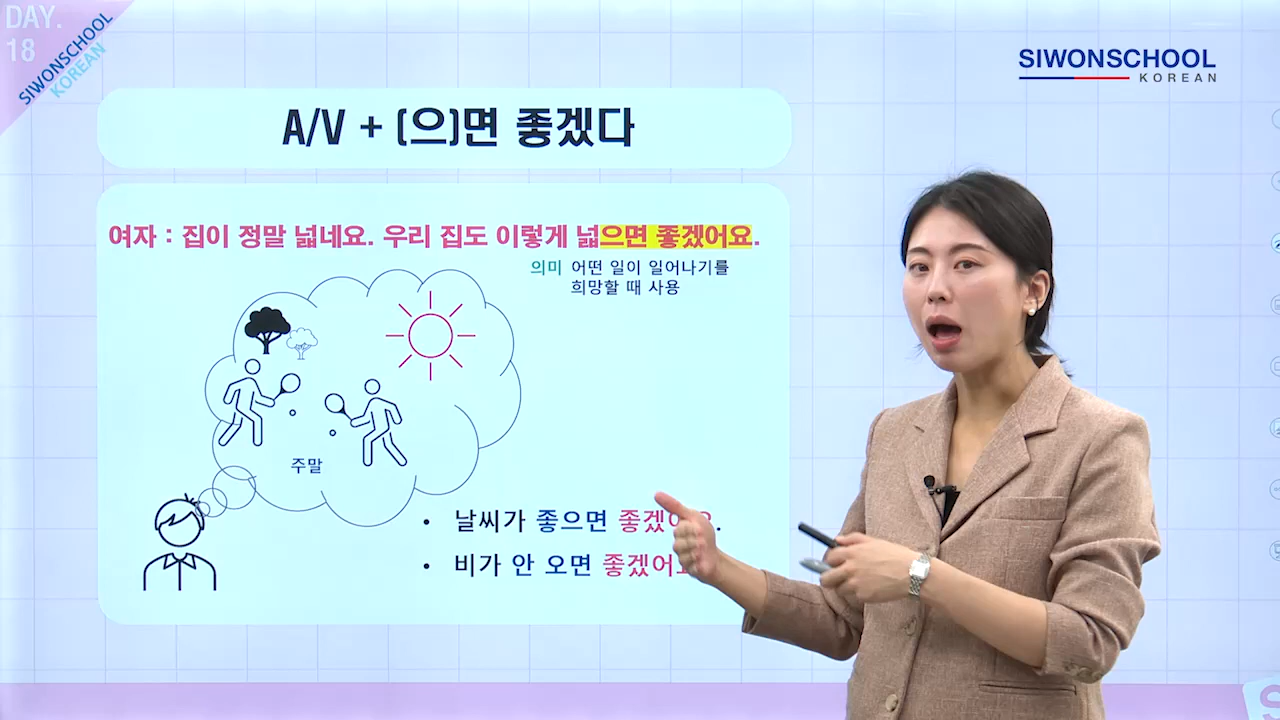 DAY.
18
SIWONSCHOOL
KOREAN
SIWONSCHOOL
KOREAN
A/V + (으)면 좋겠다
여자 : 집이 정말 넓네요. 우리 집도 이렇게 넓으면 좋겠어요.
의미 어떤 일이 일어나기를
희망할 때 사용
주말
• 날씨가 좋으면 좋겠어요.
• 비가 안 오면 좋겠어요